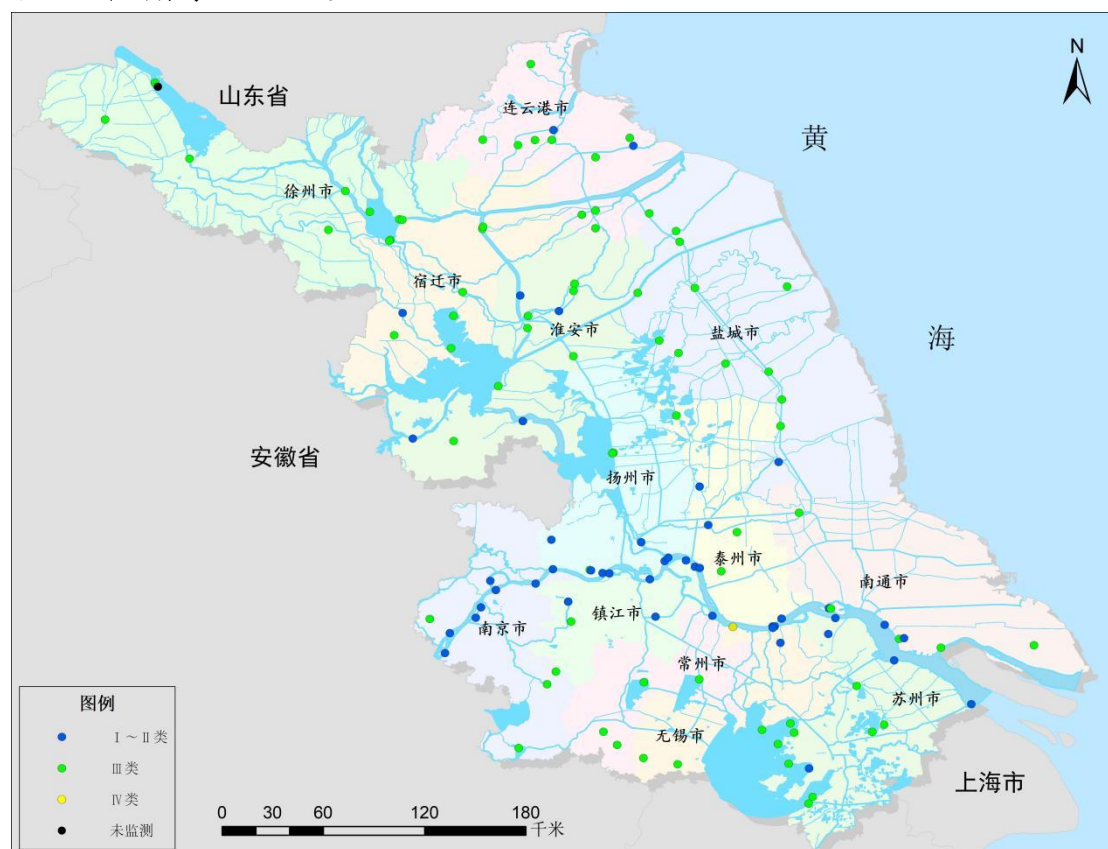 N
山东省
连云港市
黄
徐州市
宿迁市
淮安市
盐城市
海
安徽省
扬州市
泰州市
南通市
镇江市
南京市
常州市
苏州市
无锡市
上海市
图例
Ⅰ～Ⅱ类
Ⅲ类
Ⅳ类
未监测
0 30 60 120 180
千米